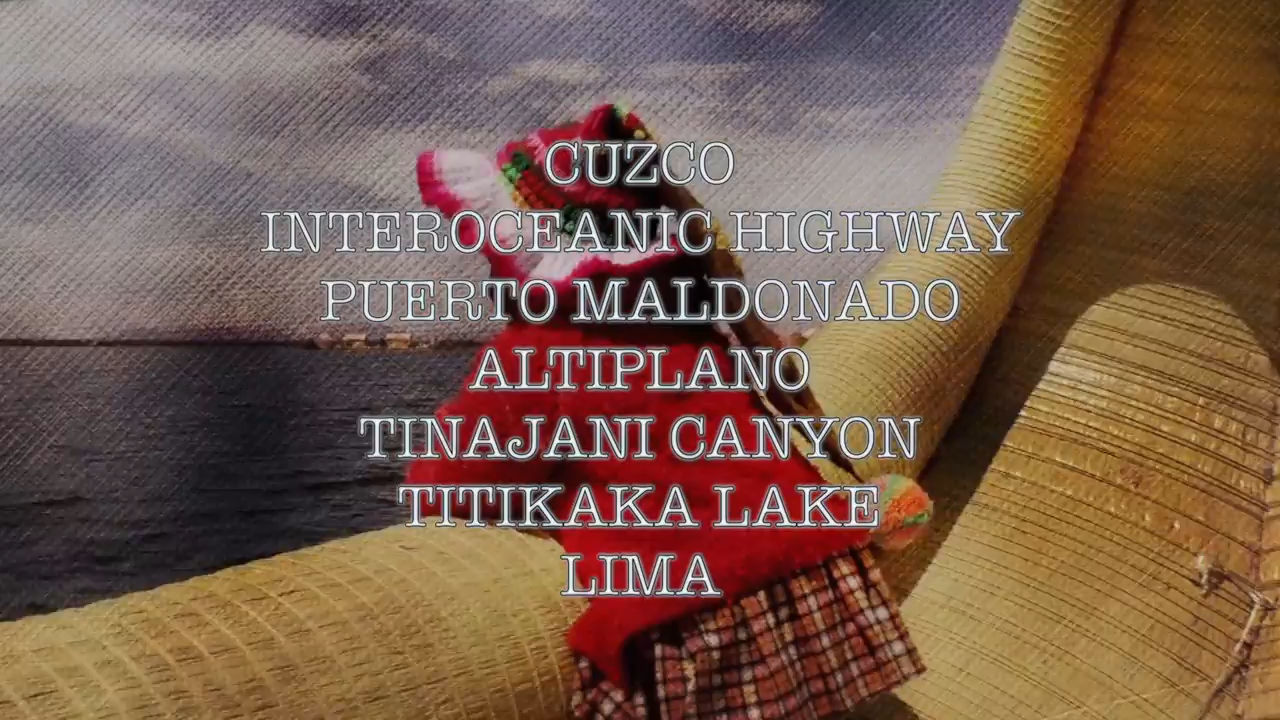 CUZCO
INTEROCEANIC HIGHWAY
PUERTO MALDONADO
ALTIPLANO
TINAJANI CANYON
TITIKAKA LAKE
LIMA